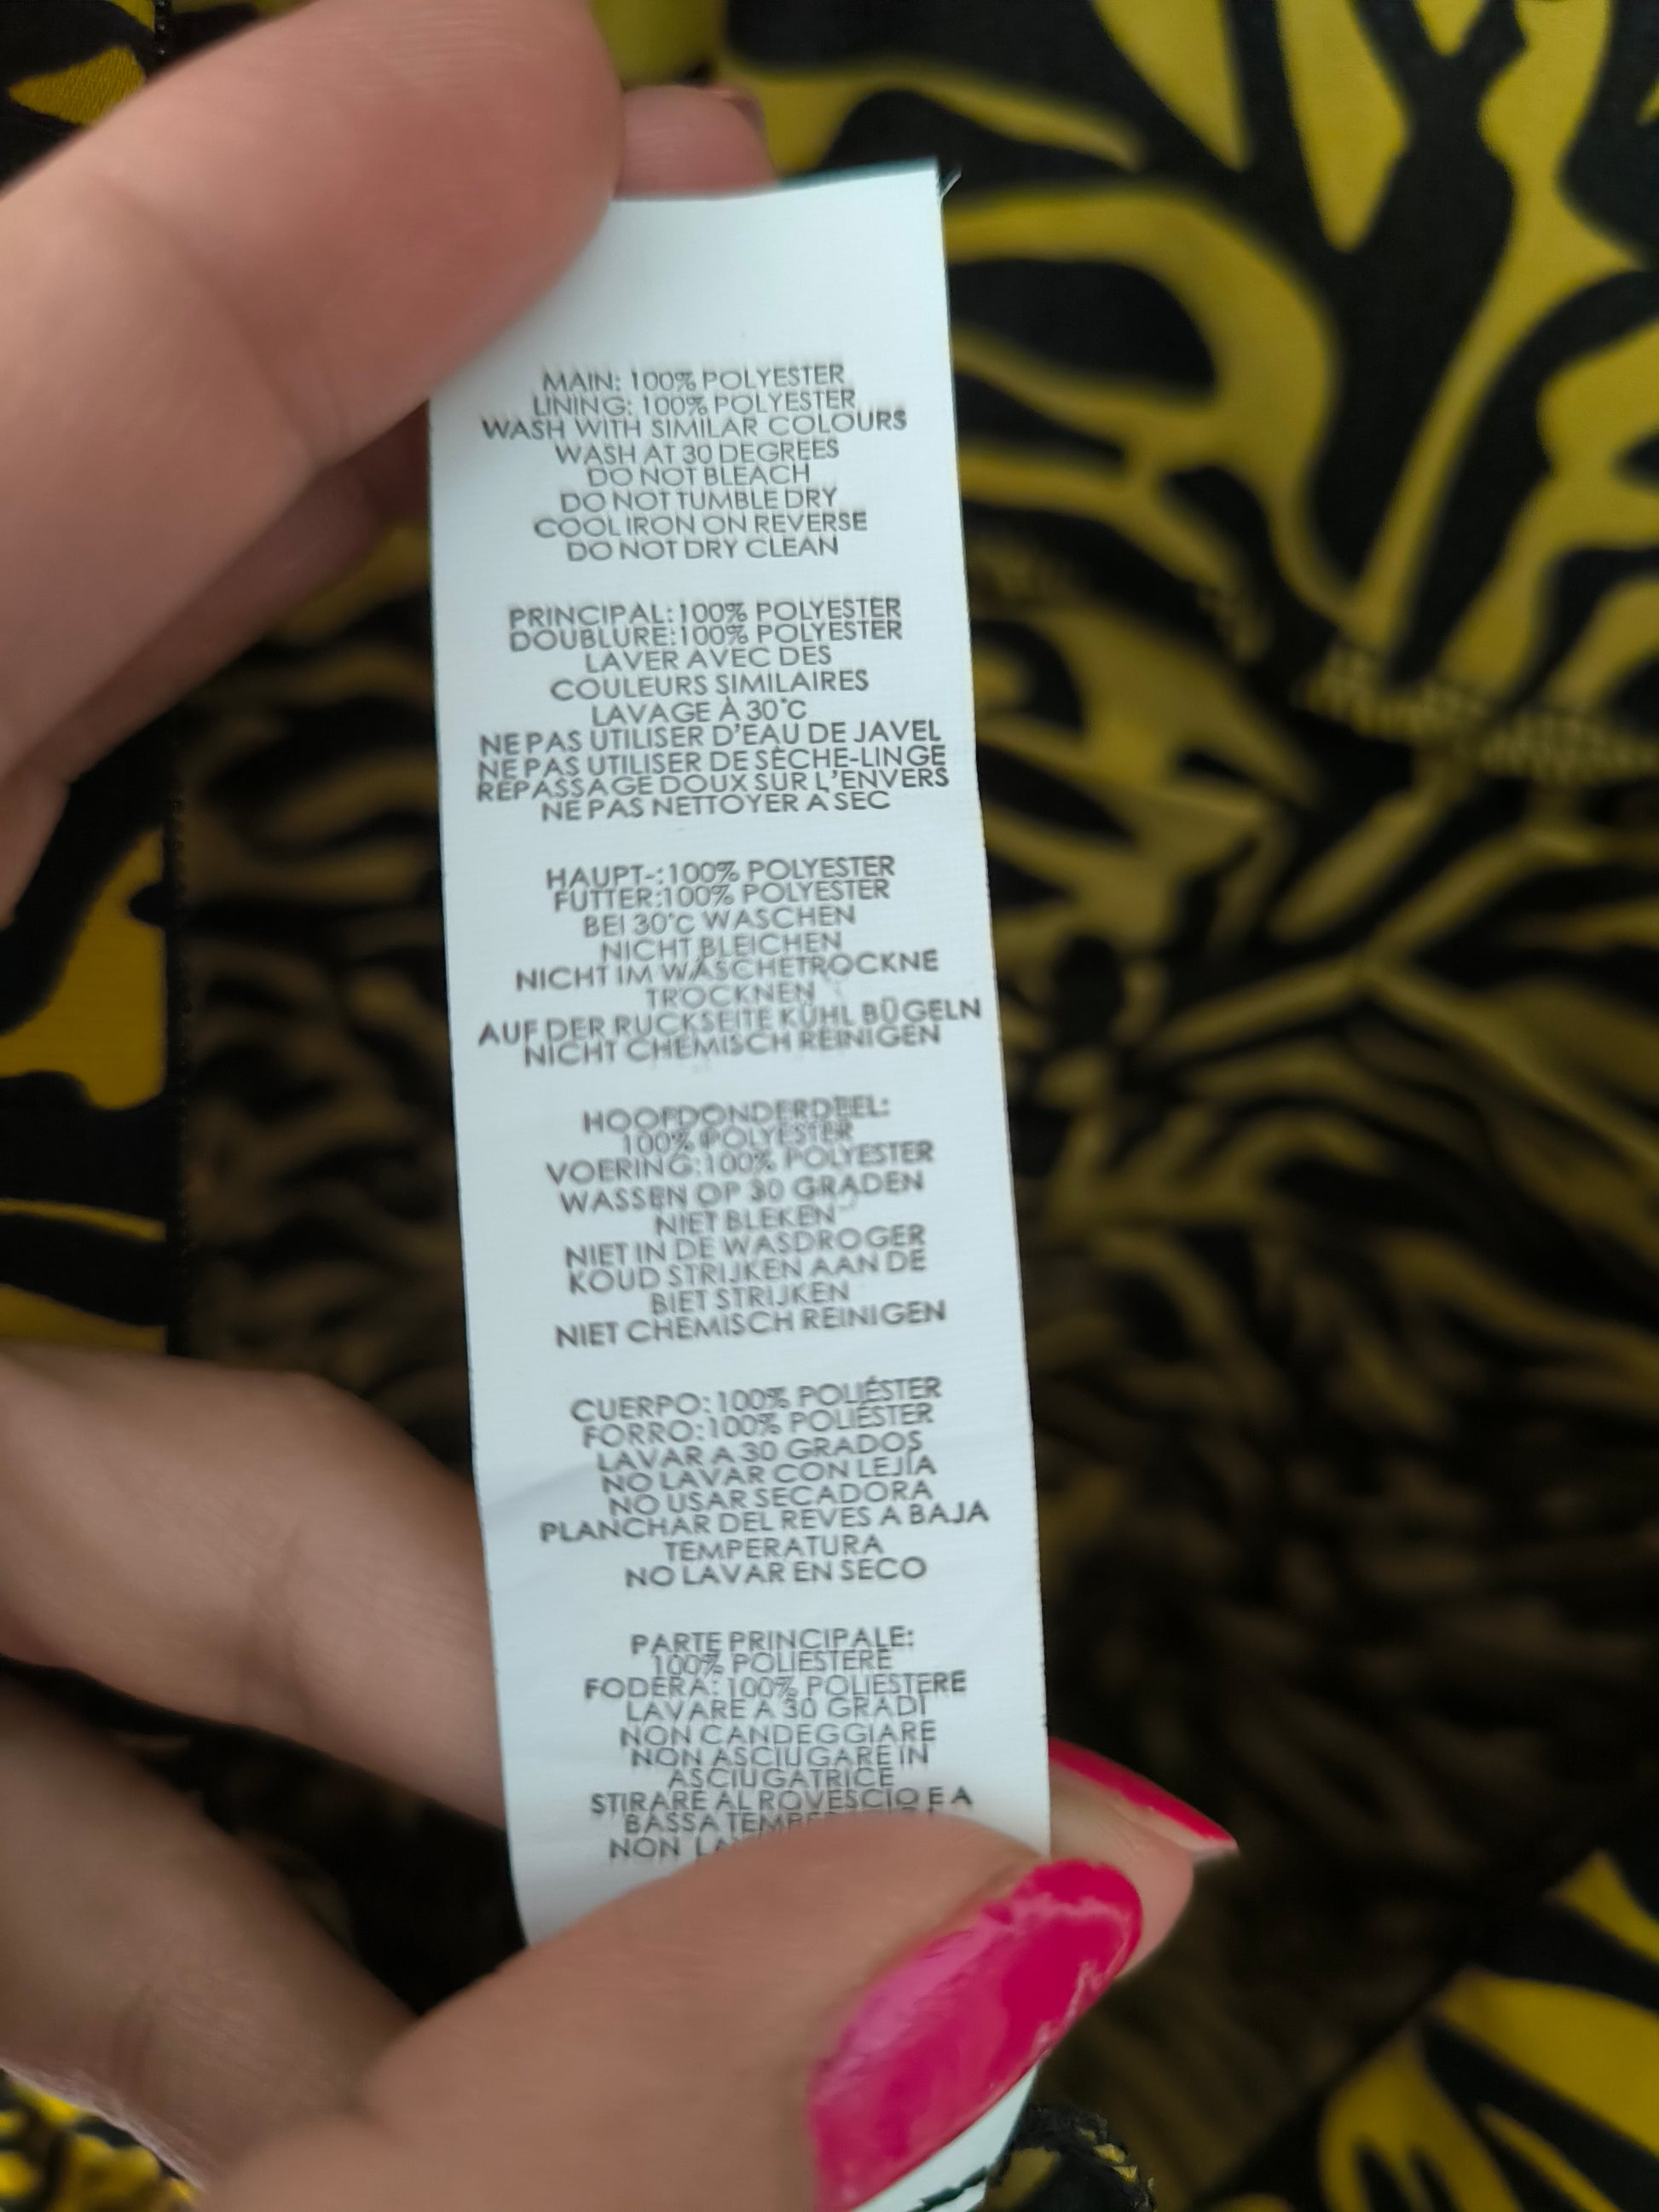 MAIN: 100% POLYESTER
LINING: 100% POLYESTER
WASH WITH SIMILAR COLOURS
WASH AT 30 DEGREES
DO NOT BLEACH
DO NOT TUMBLE DRY
COOL IRON ON REVERSE
DO NOT DRY CLEAN
PRINCIPAL:100% POLYESTER
DOUBLURE:100% POLYESTER
LAVER AVEC DES
COULEURS SIMILAIRES
LAVAGE À 30°C
NE PAS UTILISER D'EAU DE JAVEL
NE PAS UTILISER DE SÈCHE-LINGE
REPASSAGE DOUX SUR L'ENVERS
NE PAS NETTOYER A SEC
HAUPT-:100% POLYESTER
FUTTER:100% POLYESTER
BEI 30°C WASCHEN
NICHT BLEICHEN
NICHT IM WÄSCHETROCKNE
TROCKNEN
AUF DER RUCKSEITE KÜHL BÜGELN
NICHT CHEMISCH REINIGEN
HOOFDONDERDEEL:
100% POLYESTER
VOERING:100% POLYESTER
WASSEN OP 30 GRADEN
NIET BLEKEN
NIET IN DE WASDROGER
KOUD STRIJKEN AAN DE
BIET STRIJKEN
NIET CHEMISCH REINIGEN
CUERPO:100% POLIÉSTER
FORRO:100% POLIÉSTER
LAVAR A 30 GRADOS
NO LAVAR CON LEJÍA
NO USAR SECADORA
PLANCHAR DEL REVES A BAJA
TEMPERATURA
NO LAVAR EN SECO
PARTE PRINCIPALE:
100% POLIESTERE
FODERA: 100% POLIESTERE
LAVARE A 30 GRADI
NON CANDEGGIARE
NON ASCIUGARE IN
ASCIUGATRICE
STIRARE AL ROVESCIO E A
BASSA
NON